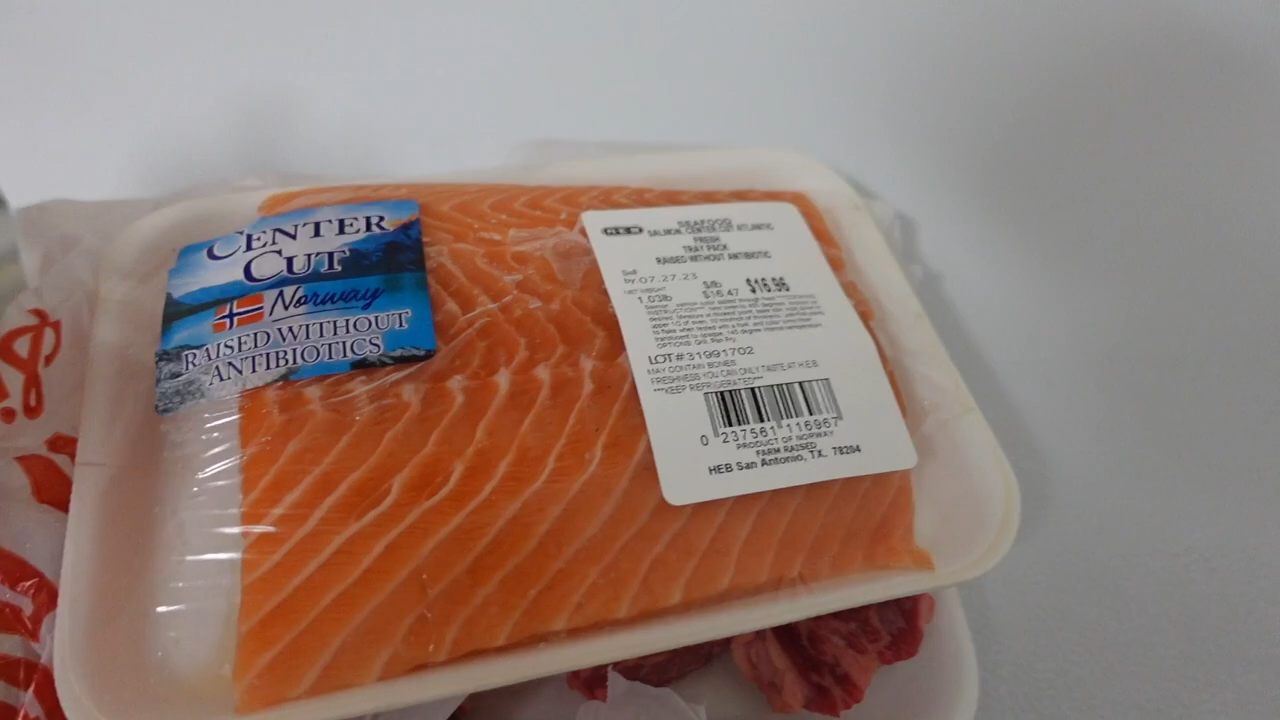 CENTER
CUT
Norway
RAISED WITHOUT
ANTIBIOTICS
H-E-B
SEAFOOD
SALMON, CENTER CUT ATLANTIC
FRESH
TRAY PACK
RAISED WITHOUT ANTIBIOTIC
Sell
by: 07.27.23
NET WEIGHT
$/lb
1.03lb
$16.47
$16.96
LOT#31991702
MAY CONTAIN BONES
FRESHNESS YOU CAN ONLY TASTE AT H.E.B
***KEEP REFRIGERATED***
0 237561 116967
PRODUCT OF NORWAY
FARM RAISED
HEB San Antonio, TX. 78204